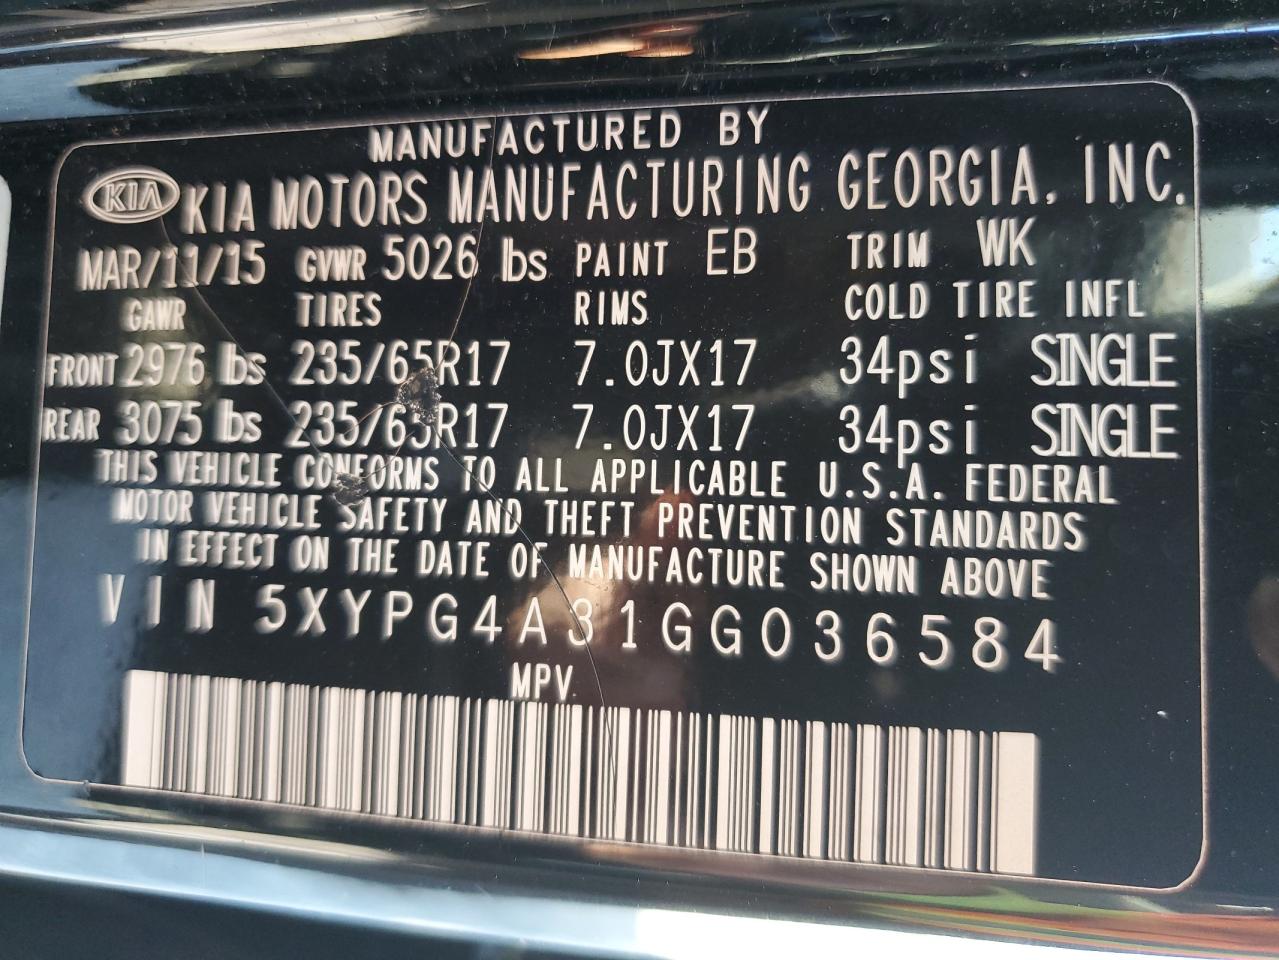 MANUFACTURED BY
KIA KIA MOTORS MANUFACTURING GEORGIA, INC.
MAR/11/15 GVWR 5026 lbs PAINT EB TRIM WK
GAWR TIRES RIMS COLD TIRE INFL
FRONT 2976 lbs 235/65R17 7.0JX17 34psi SINGLE
REAR 3075 lbs 235/65R17 7.0JX17 34psi SINGLE
THIS VEHICLE CONFORMS TO ALL APPLICABLE U.S.A. FEDERAL
MOTOR VEHICLE SAFETY AND THEFT PREVENTION STANDARDS
IN EFFECT ON THE DATE OF MANUFACTURE SHOWN ABOVE
VIN 5XYPG4A31GG036584
MPV